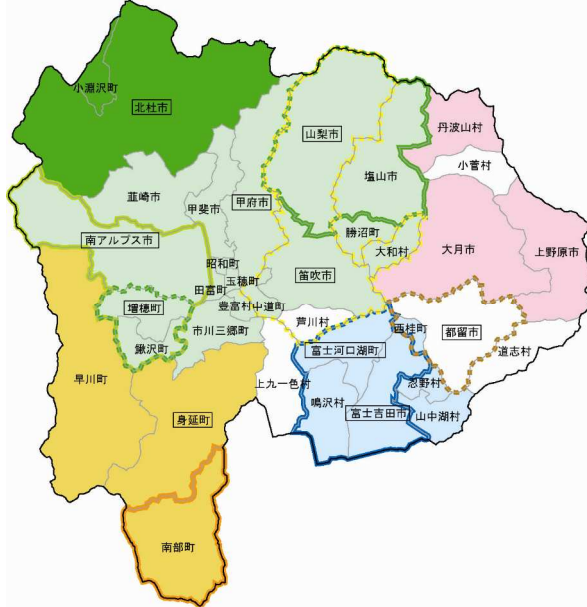 小淵沢町
北杜市
丹波山村
山梨市
小菅村
塩山市
韮崎市
甲斐市
甲府市
勝沼町
南アルプス市
大和村
大月市
上野原市
昭和町
笛吹市
玉穂町
田富町
増穂町
豊富村
中道町
芦川村
市川三郷町
西桂町
都留市
鰍沢町
富士河口湖町
道志村
早川町
上九一色村
忍野村
鳴沢村
身延町
富士吉田市
山中湖村
南部町